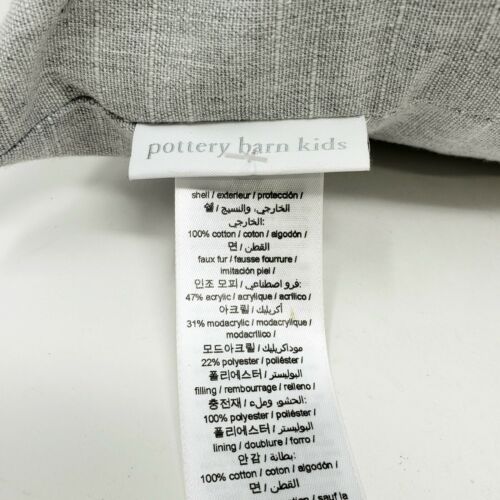 pottery barn kids
shell / exterieur / protección /
쉘 / الخارجي، والنسيج
الخارجي:
100% cotton / coton / algodón /
면 / القطن /
faux fur / fausse fourrure /
imitación piel /
인조 모피 / فرو اصطناعي:
47% acrylic / acrylique / acrílico /
아크릴 / أكريليك
31% modacrylic / modacrylique /
modacrílico /
모드아크릴 / موداكريليك
22% polyester / poliéster /
폴리에스터 / البوليستر
filling / rembourrage / relleno /
충전재 / الحشو، وملء:
100% polyester / poliéster /
폴리에스터 / البوليستر
lining / doublure / forro /
안감 / بطانة:
100% cotton / coton / algodón /
면 / القطن